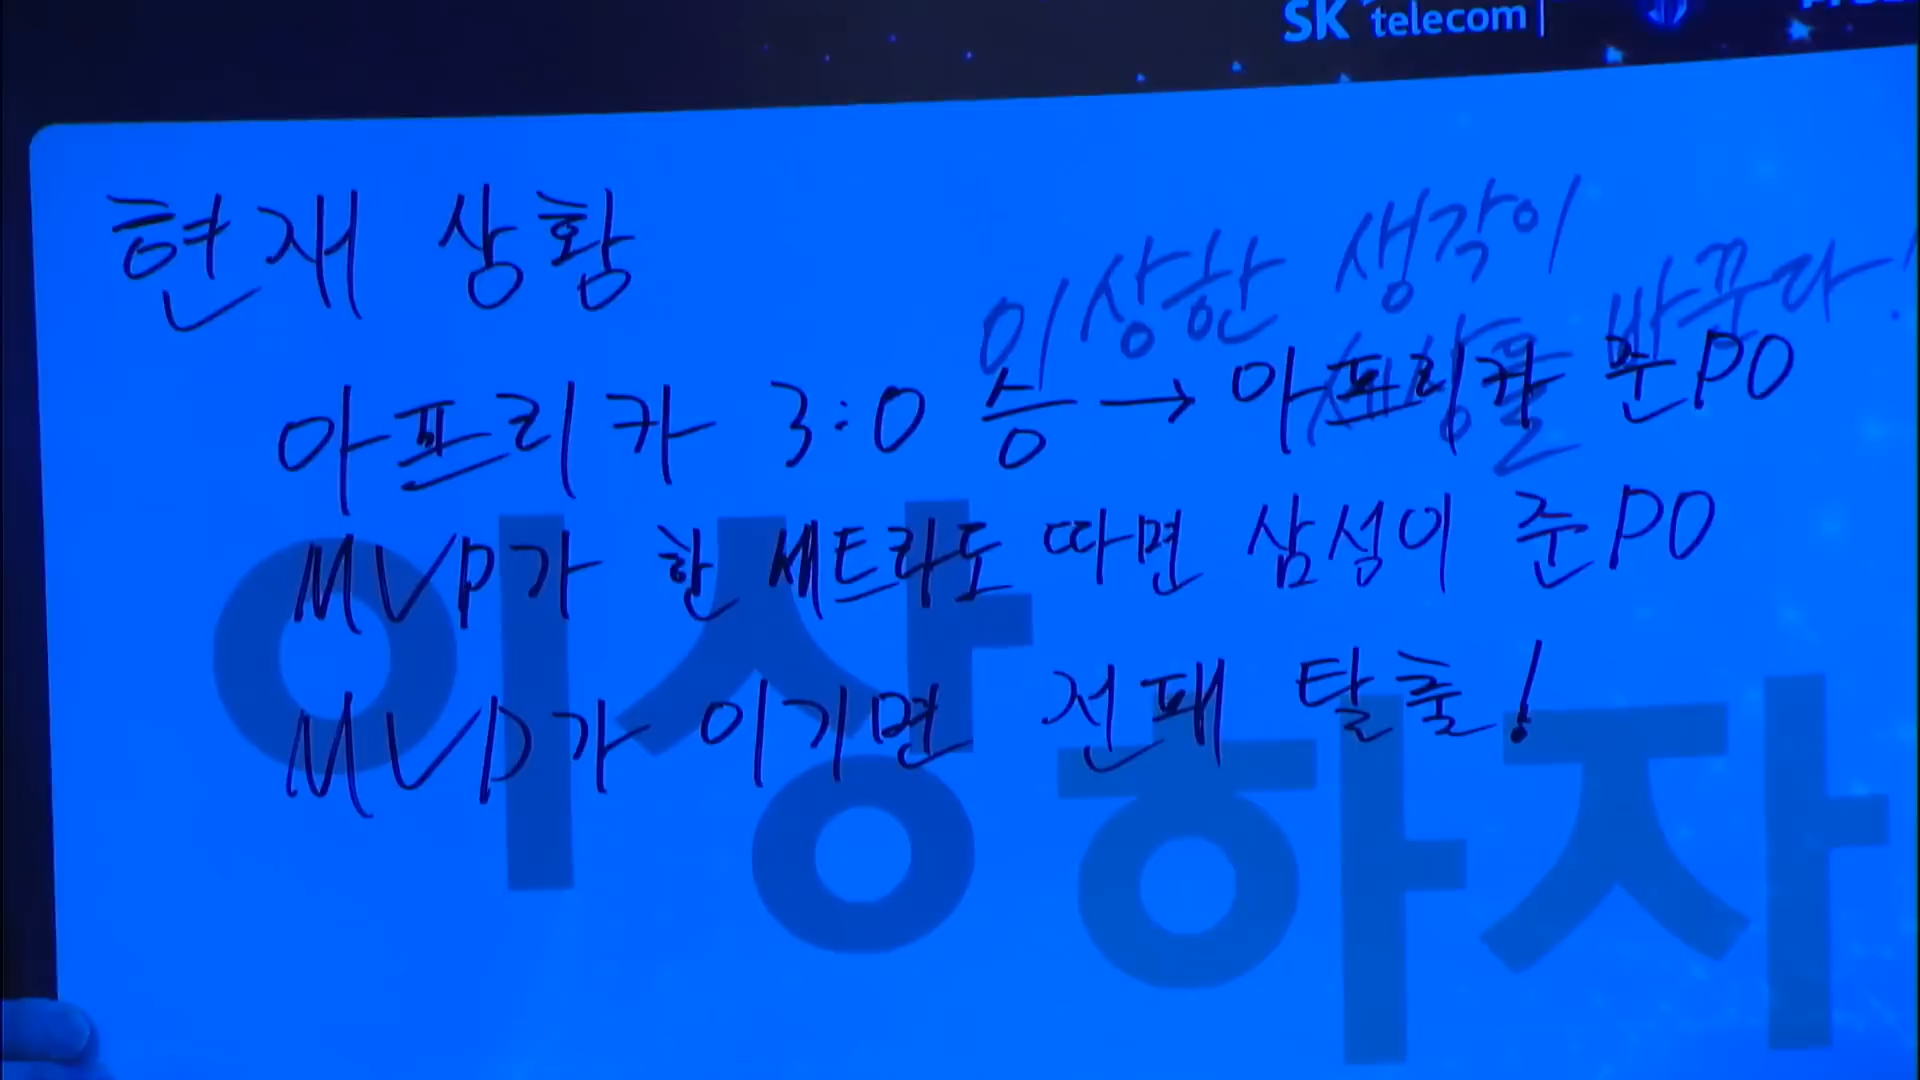 SK telecom
현재 상황
이상한 생각이
세상을 바꾼다!
아프리카 3:0 승 → 아프리카 준PO
MVP가 한 세트라도 따면 삼성이 준PO
MVP가 이기면 전패 탈출!
이상하자